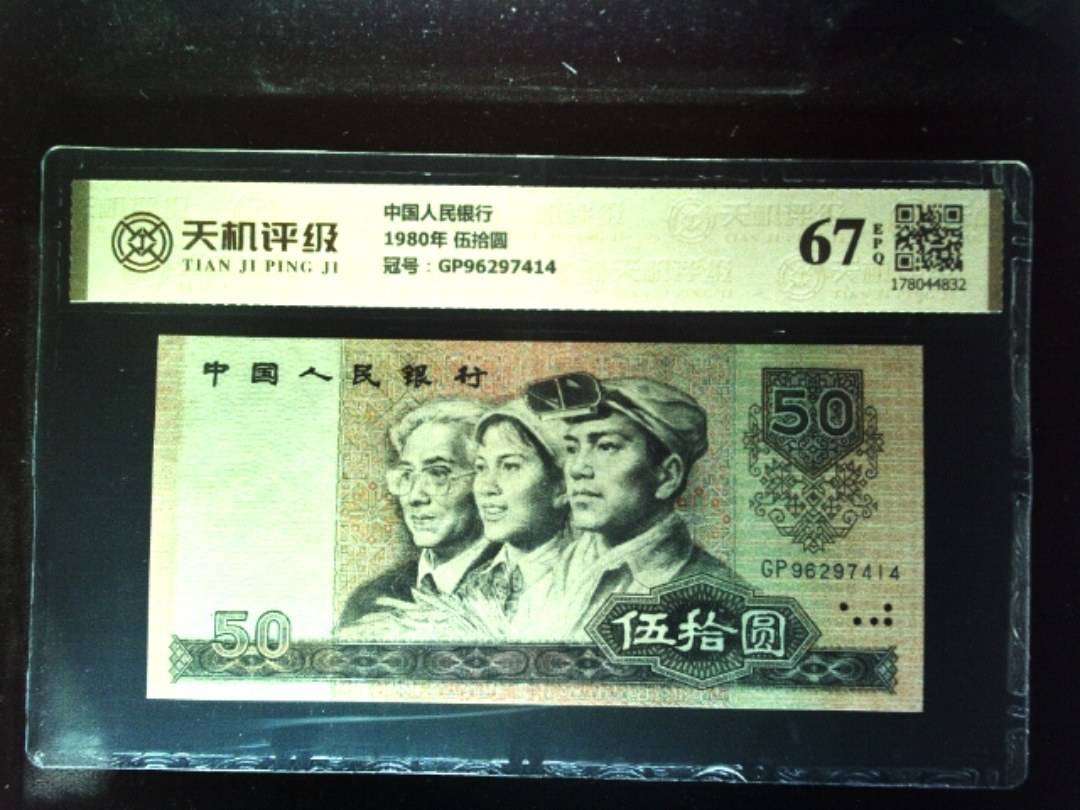 天机评级
TIAN JI PING JI
中国人民银行
1980年 伍拾圆
冠号：GP96297414
67
EPQ
178044832
中国人民银行
50
GP96297414
50
伍拾圆